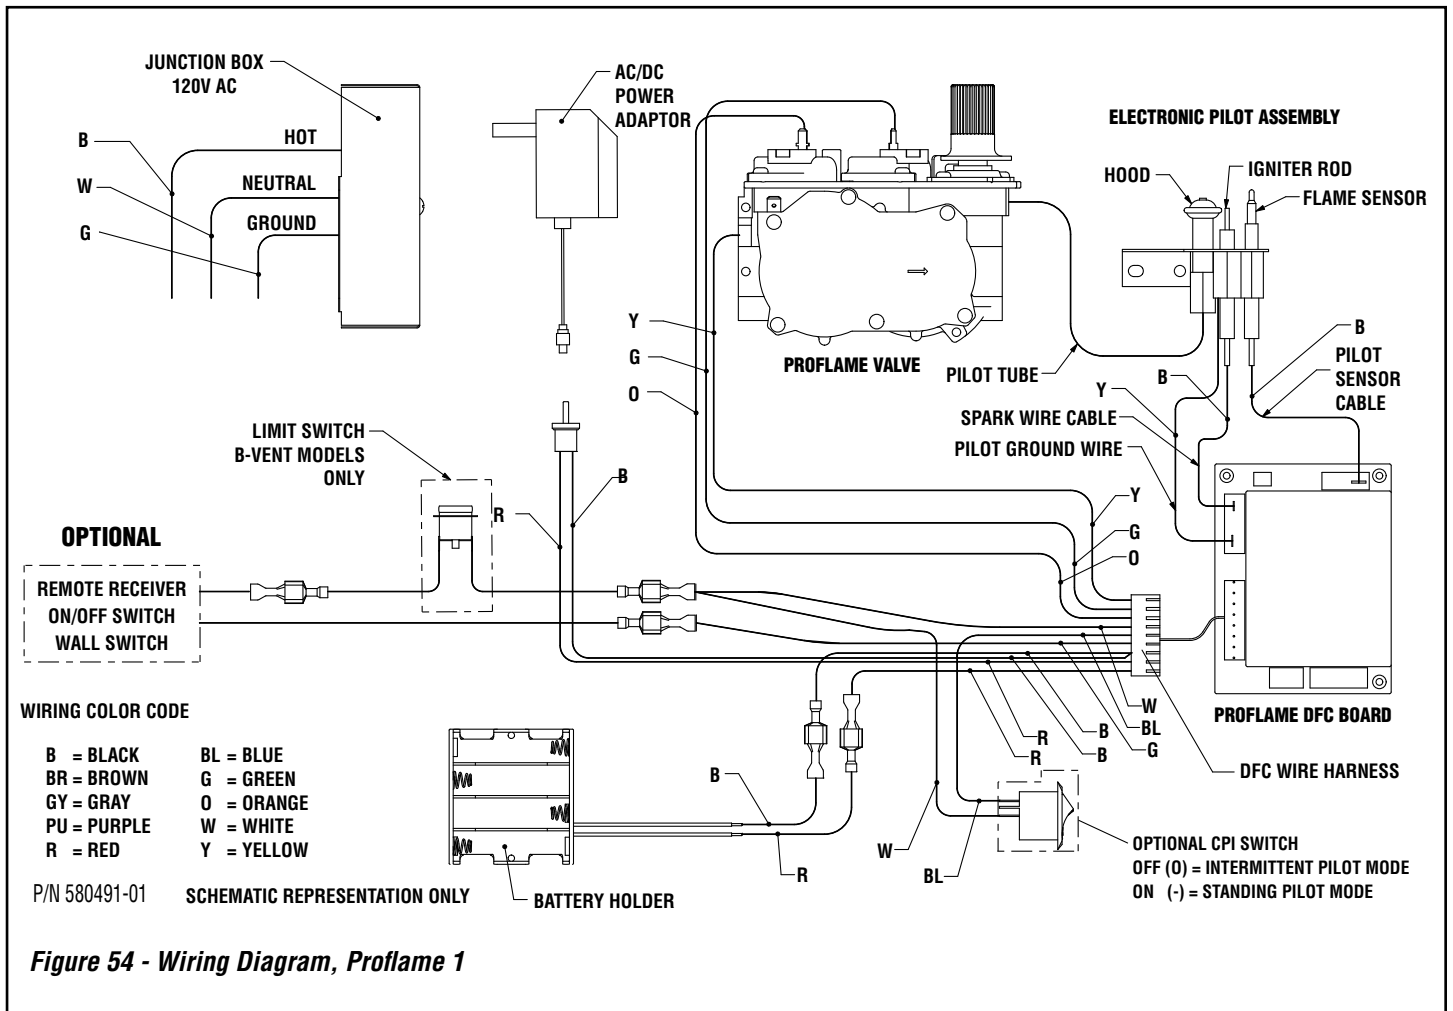 JUNCTION BOX
120V AC
HOT
B
NEUTRAL
W
GROUND
G
AC/DC
POWER
ADAPTOR
ELECTRONIC PILOT ASSEMBLY
HOOD
IGNITER ROD
FLAME SENSOR
Y
G
O
PROFLAME VALVE
PILOT TUBE
B
PILOT
SENSOR
CABLE
B
Y
SPARK WIRE CABLE
PILOT GROUND WIRE
LIMIT SWITCH
B-VENT MODELS
ONLY
B
R
Y
G
O
OPTIONAL
REMOTE RECEIVER
ON/OFF SWITCH
WALL SWITCH
W
BL
G
B
B
R
R
PROFLAME DFC BOARD
DFC WIRE HARNESS
WIRING COLOR CODE
B = BLACK
BR = BROWN
GY = GRAY
PU = PURPLE
R = RED
BL = BLUE
G = GREEN
O = ORANGE
W = WHITE
Y = YELLOW
B
R
W
BL
OPTIONAL CPI SWITCH
OFF (O) = INTERMITTENT PILOT MODE
ON (-) = STANDING PILOT MODE
P/N 580491-01
SCHEMATIC REPRESENTATION ONLY
BATTERY HOLDER
Figure 54 - Wiring Diagram, Proflame 1